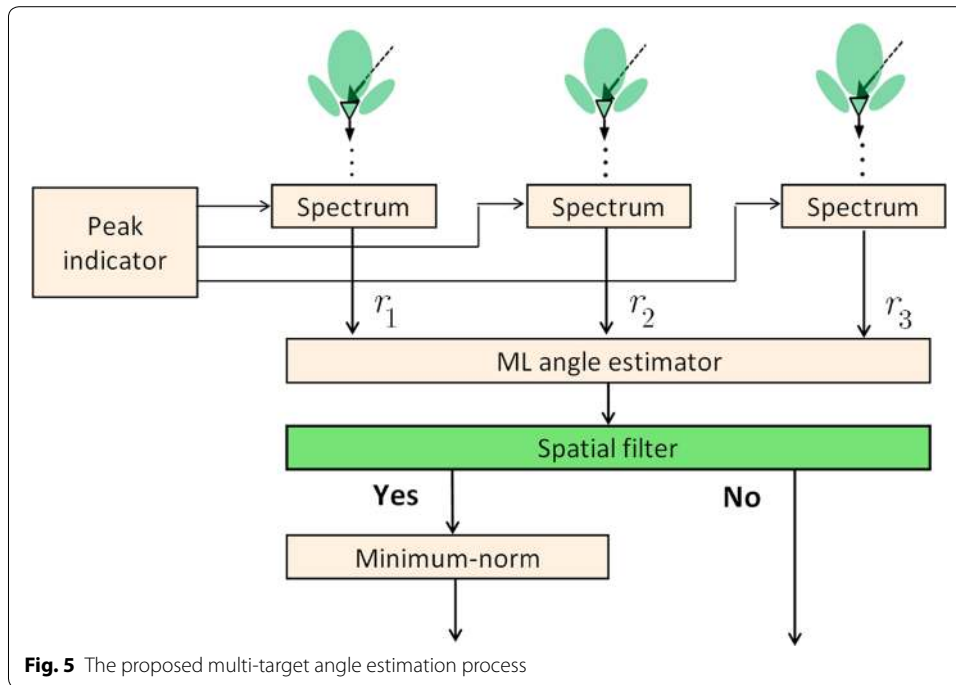 Peak
indicator
Spectrum
Spectrum
Spectrum
r1
r2
r3
ML angle estimator
Spatial filter
Yes
No
Minimum-norm
Fig. 5 The proposed multi-target angle estimation process